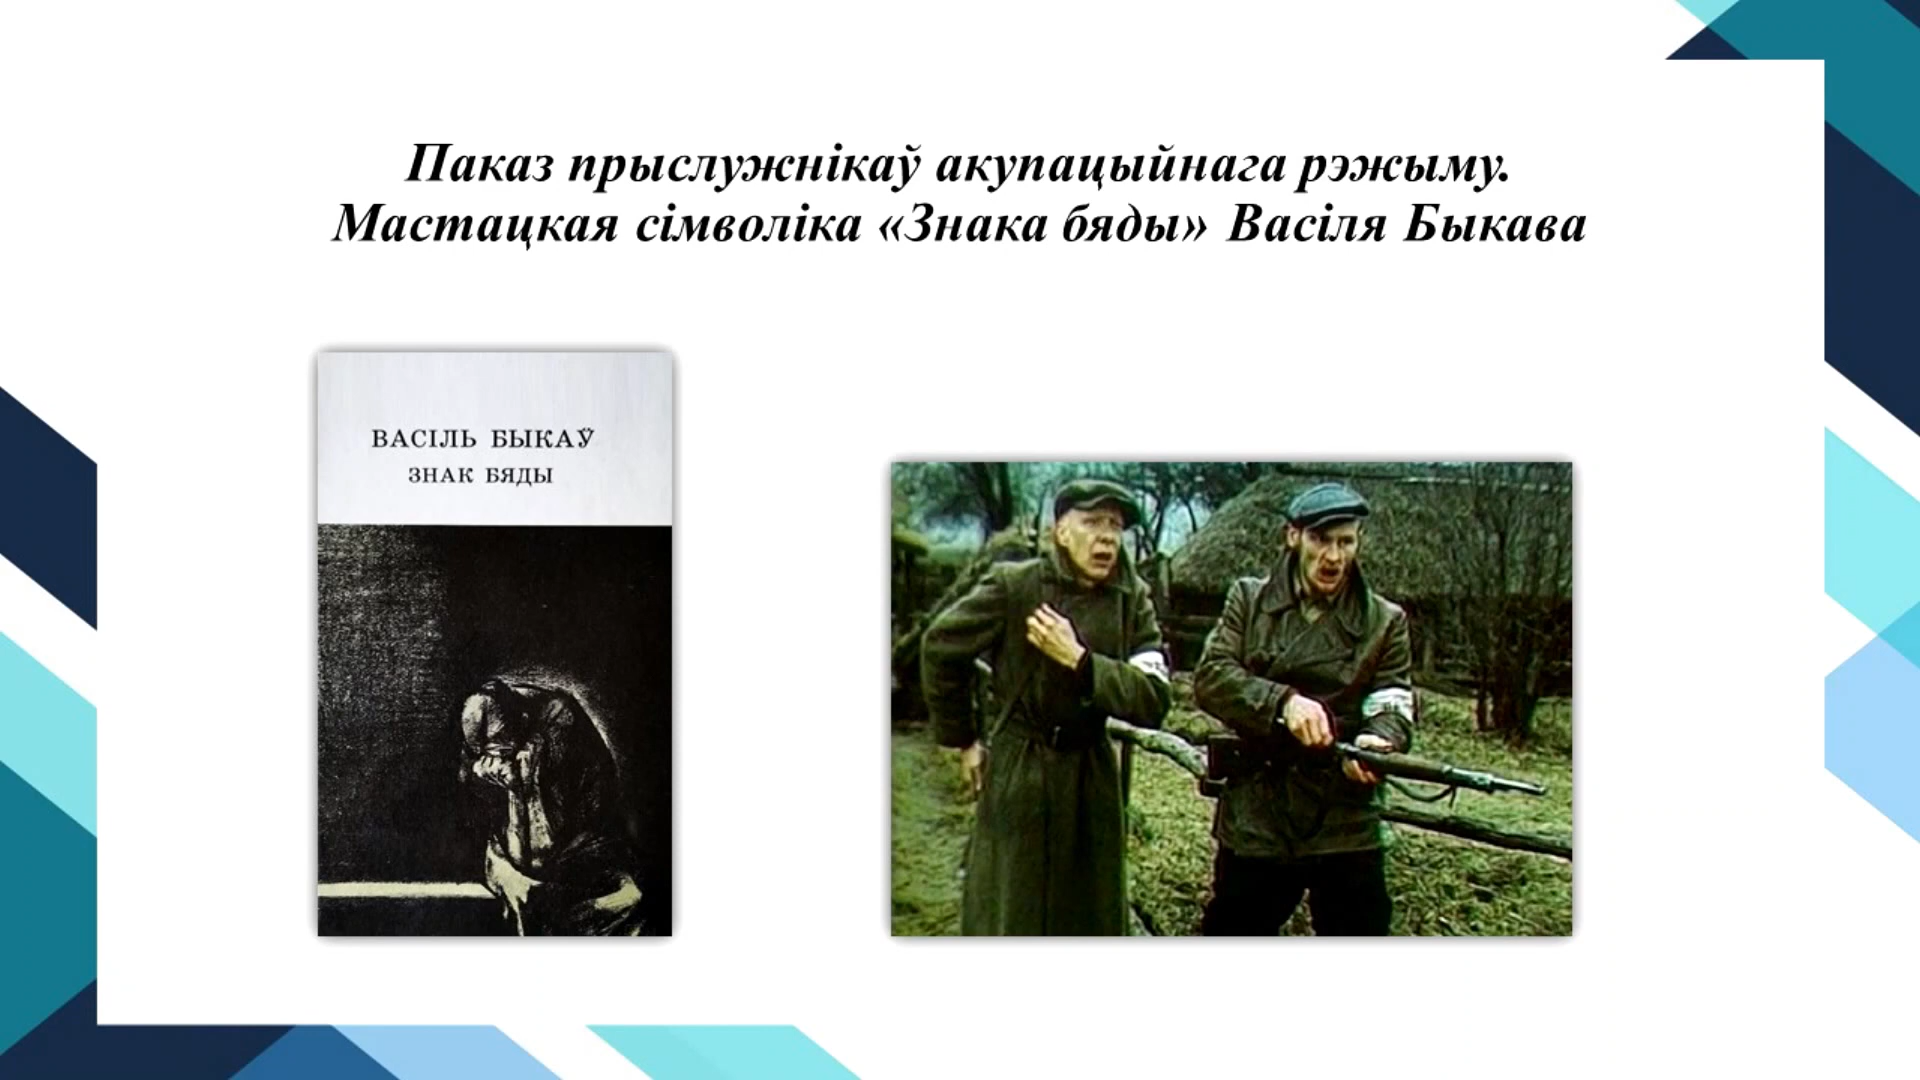 Паказ прыслужнікаў акупацыйнага рэжыму.
Мастацкая сімволіка «Знака бяды» Васіля Быкава
ВАСІЛЬ БЫКАЎ
ЗНАК БЯДЫ